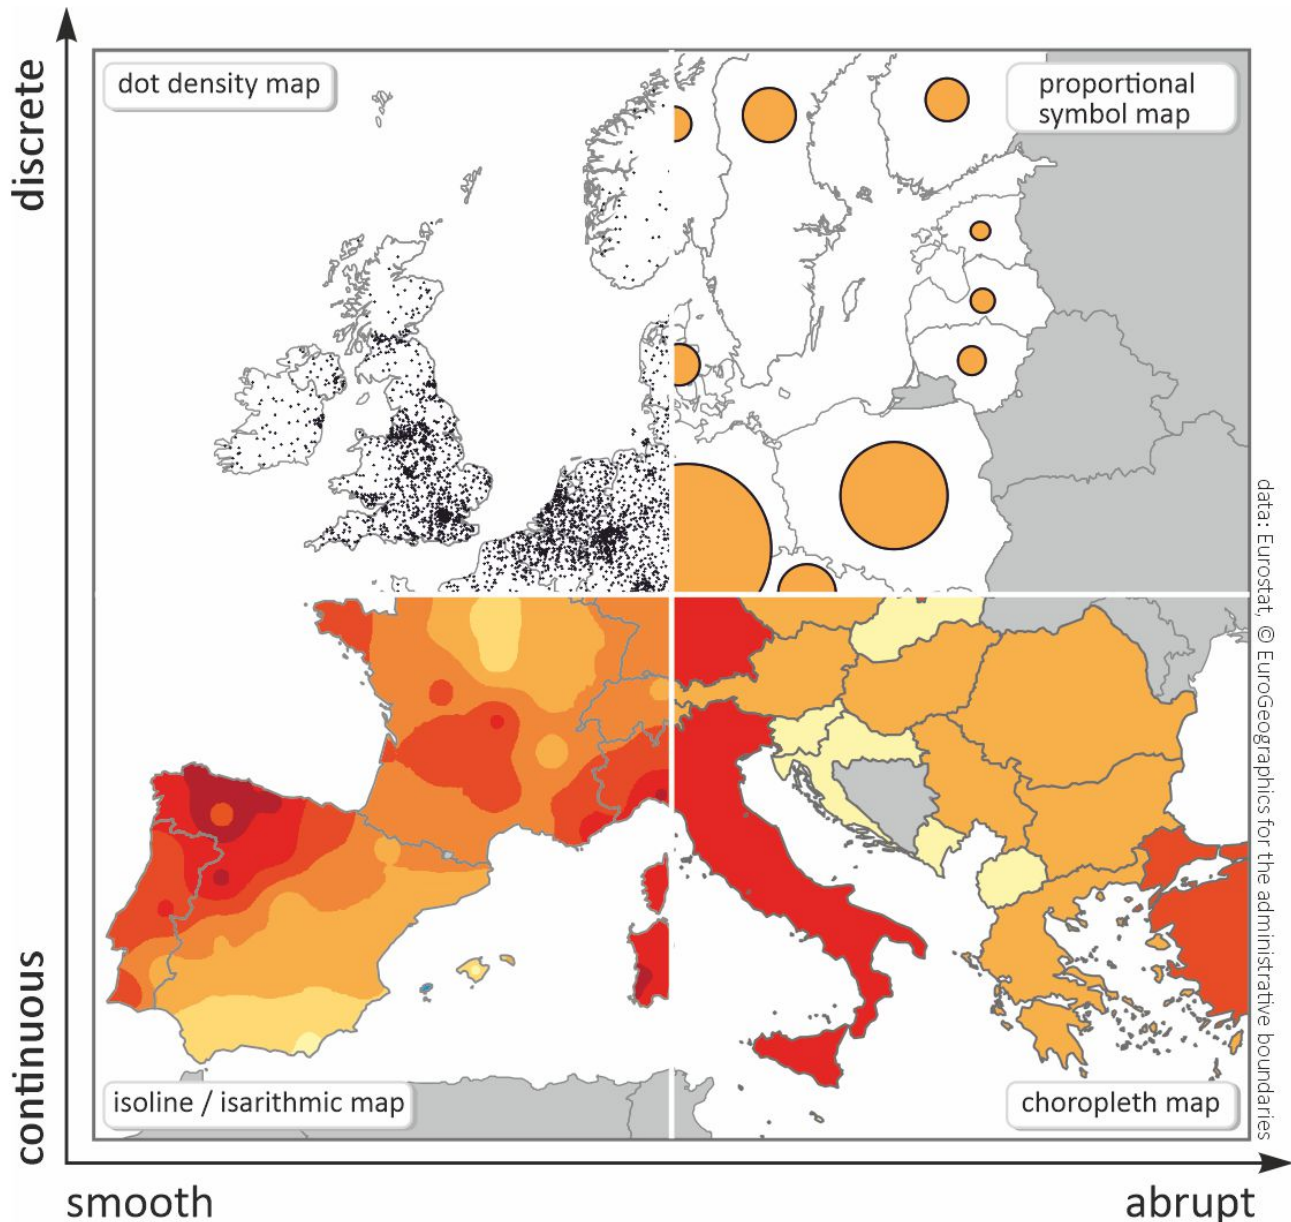 discrete
dot density map
proportional
symbol map
data: Eurostat, © EuroGeographics for the administrative boundaries
continuous
isoline / isarithmic map
choropleth map
smooth
abrupt